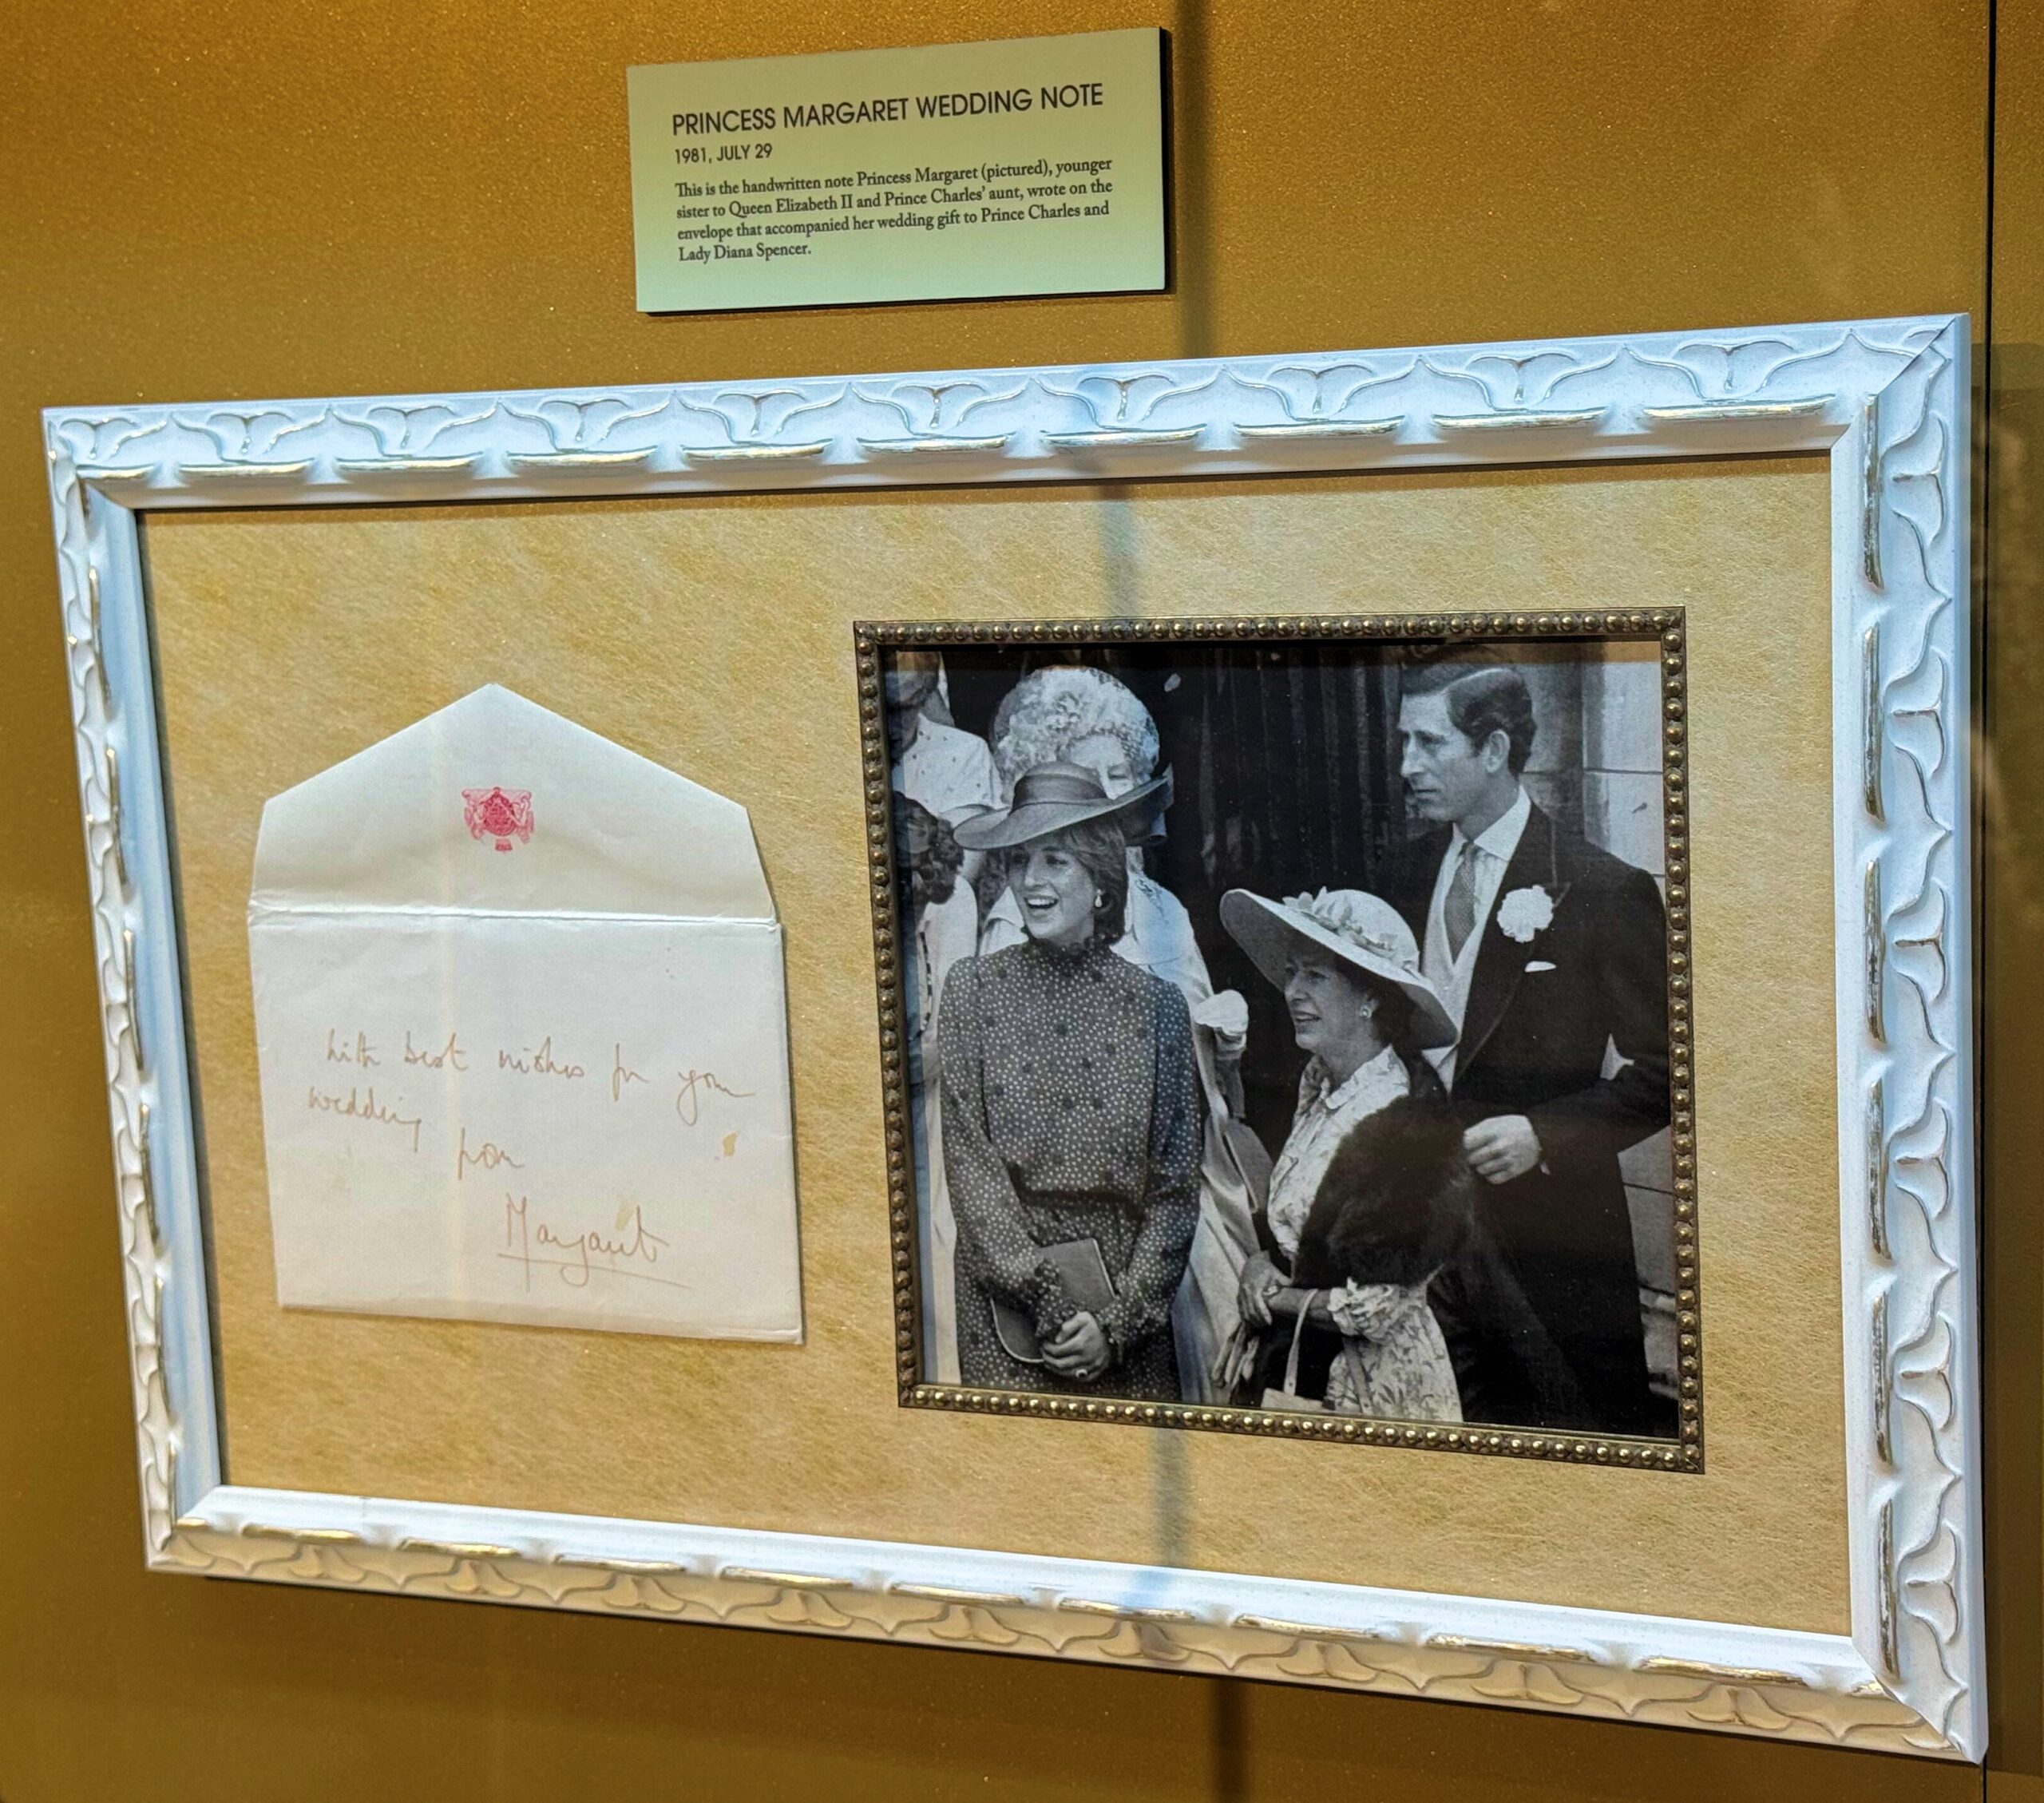 PRINCESS MARGARET WEDDING NOTE
1981, JULY 29
This is the handwritten note Princess Margaret (pictured), younger
sister to Queen Elizabeth II and Prince Charles' aunt, wrote on the
envelope that accompanied her wedding gift to Prince Charles and
Lady Diana Spencer.
with best wishes for your
wedding
from
Margaret